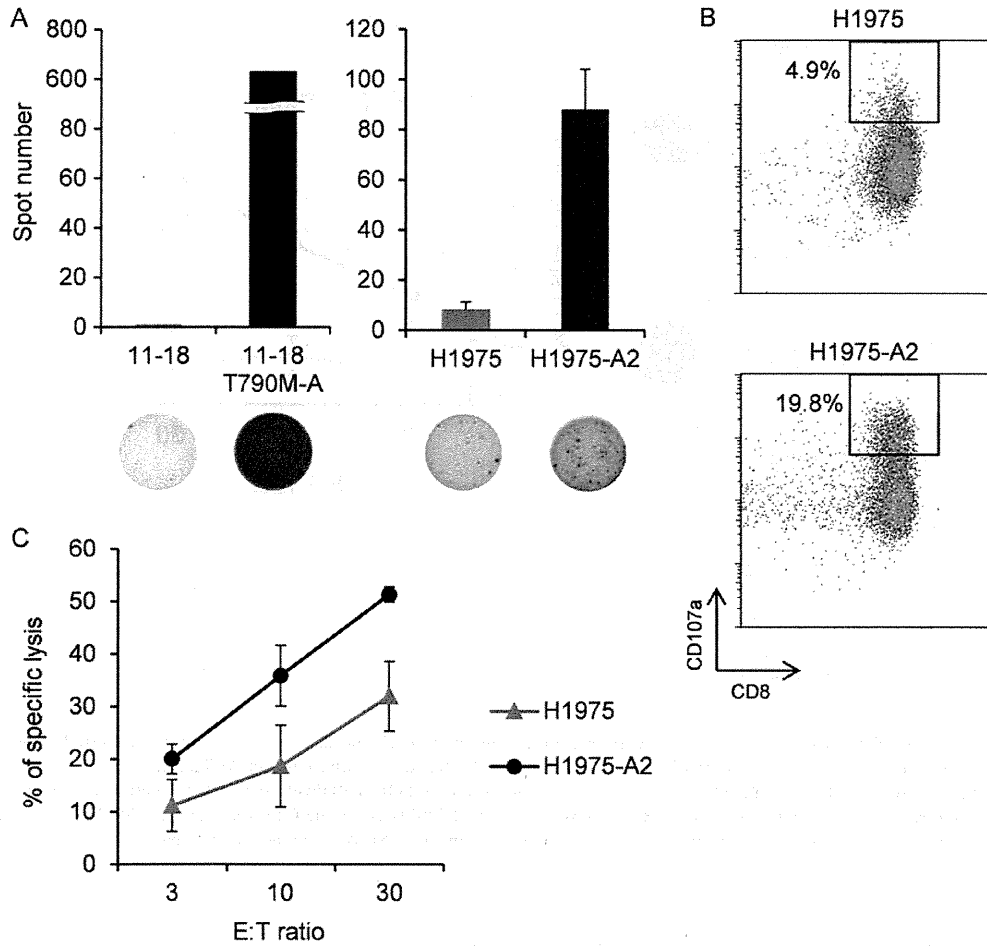 A
Spot number
800
600
80
60
40
20
0
11-18
11-18
T790M-A
120
100
80
60
40
20
0
H1975
H1975-A2
B
H1975
4.9%
H1975-A2
19.8%
CD107a
CD8
C
% of specific lysis
60
50
40
30
20
10
0
3
10
30
E:T ratio
H1975
H1975-A2